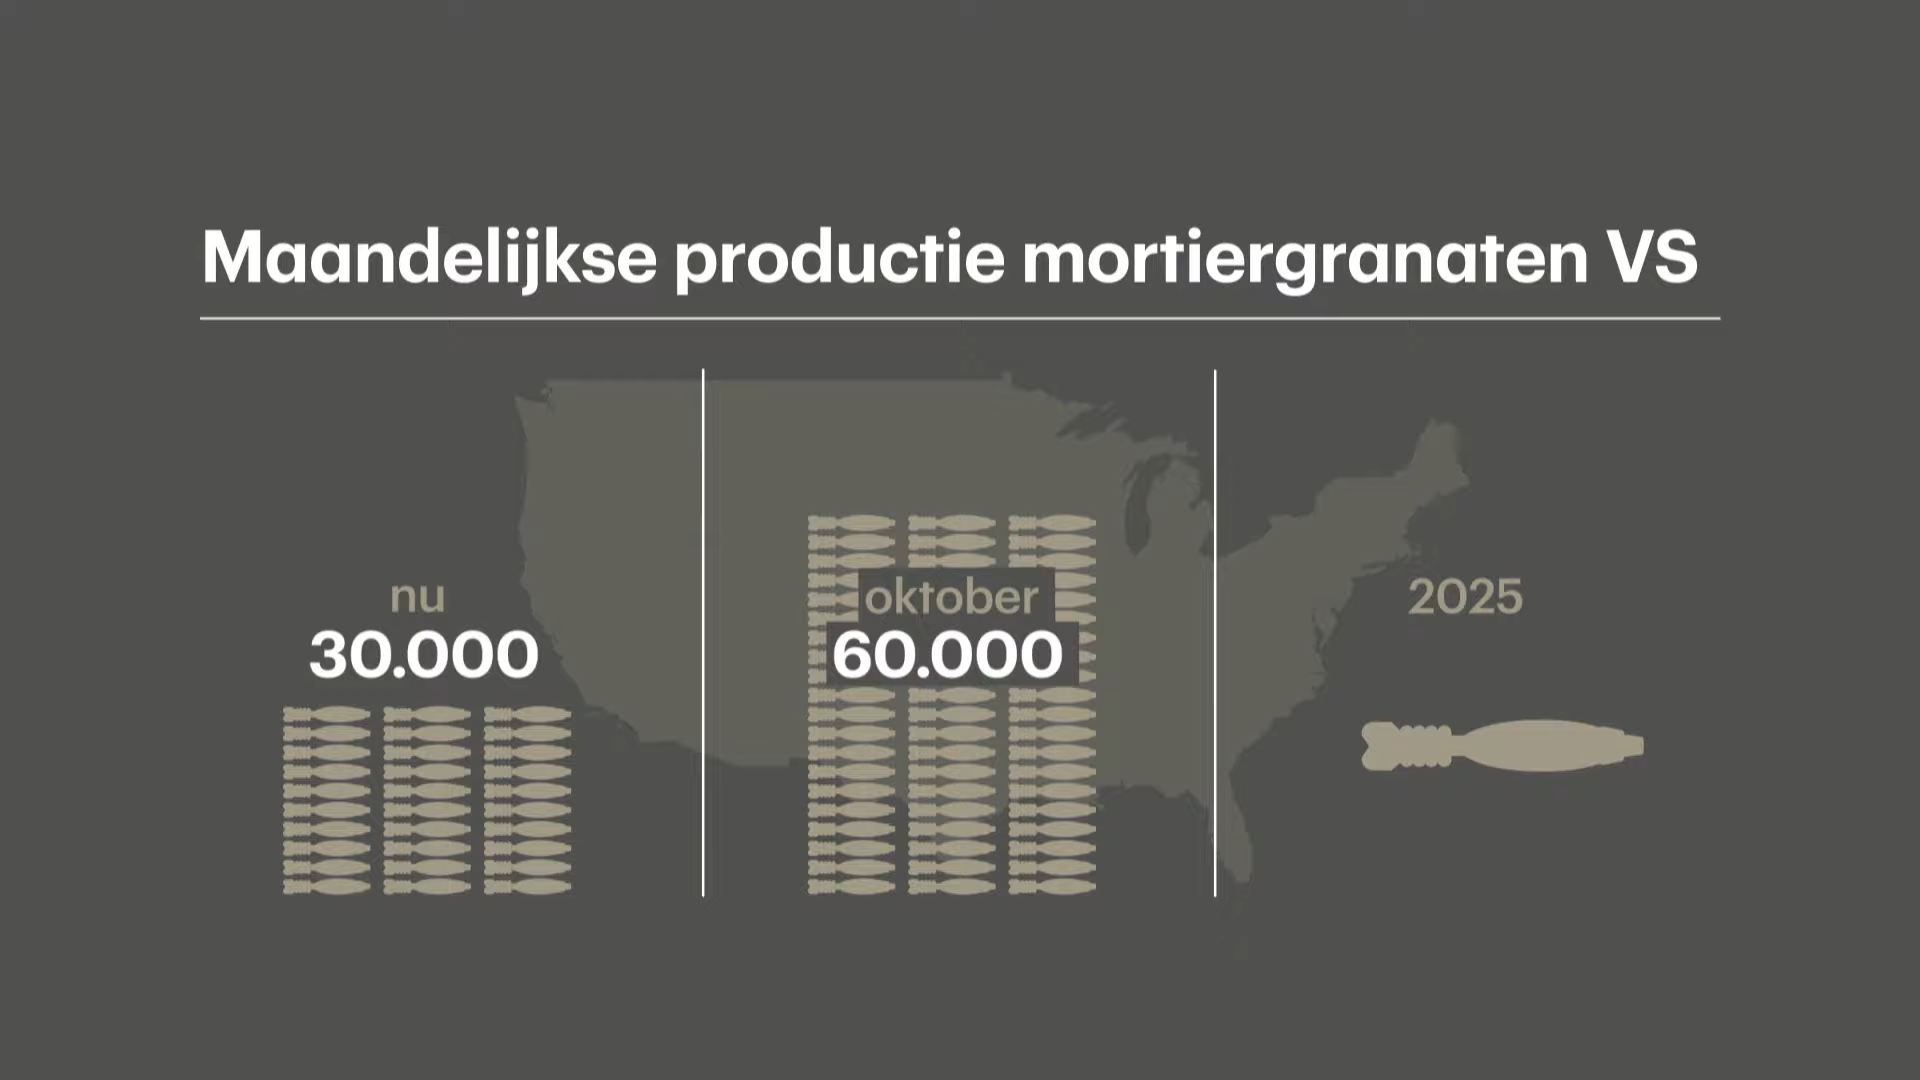 Maandelijkse productie mortiergranaten VS
nu
30.000
oktober
60.000
2025